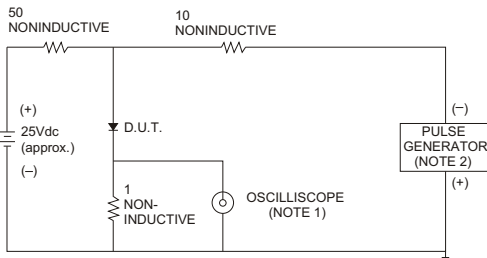 50
NONINDUCTIVE
10
NONINDUCTIVE
(+)
25Vdc
(approx.)
(–)
D.U.T.
1
NON-
INDUCTIVE
OSCILLISCOPE
(NOTE 1)
(–)
PULSE
GENERATOR
(NOTE 2)
(+)